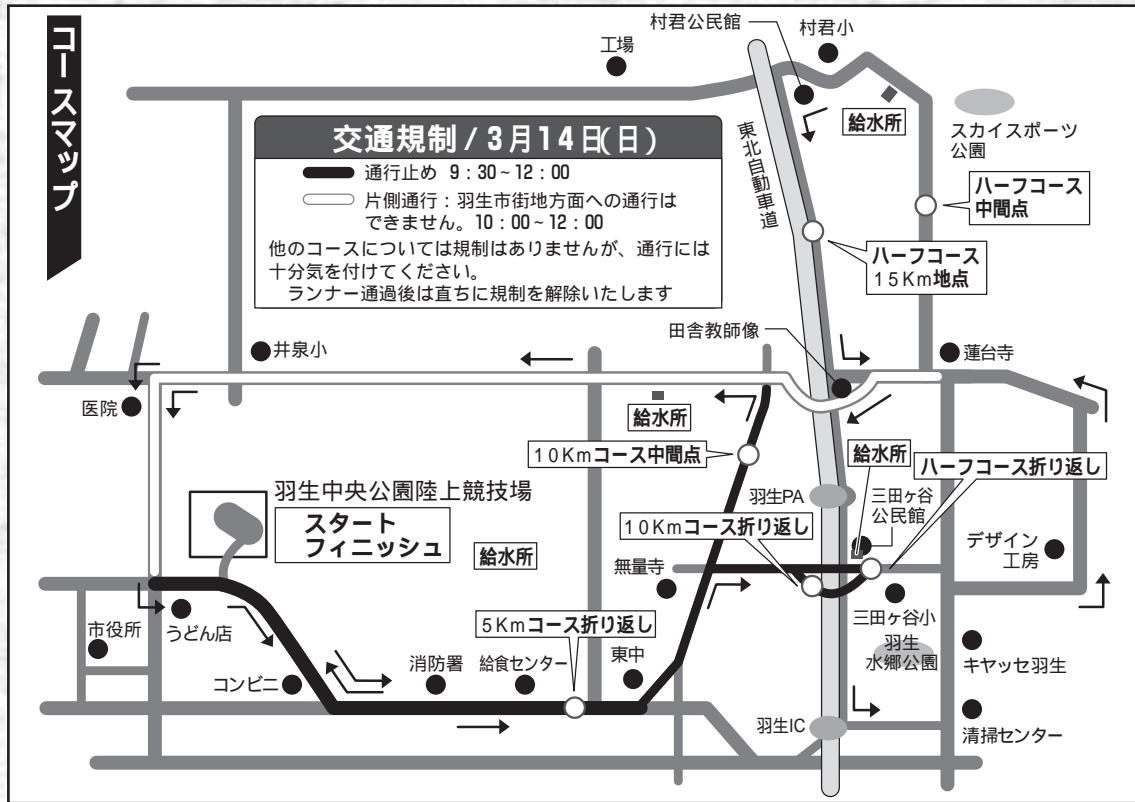 コースマップ
交通規制/3月14日(日)
通行止め 9:30~12:00
片側通行:羽生市街地方面への通行は
できません。10:00~12:00
他のコースについては規制はありませんが、通行には
十分気を付けてください。
ランナー通過後は直ちに規制を解除いたします
工場
村君公民館
村君小
給水所
スカイスポーツ
公園
東北自動車道
ハーフコース
中間点
ハーフコース
15Km地点
田舎教師像
蓮台寺
井泉小
医院
給水所
10Kmコース中間点
給水所
ハーフコース折り返し
羽生中央公園陸上競技場
スタート
フィニッシュ
給水所
羽生PA
三田ヶ谷
公民館
10Kmコース折り返し
デザイン
工房
無量寺
三田ヶ谷小
羽生
水郷公園
キヤッセ羽生
市役所
うどん店
5Kmコース折り返し
コンビニ
消防署
給食センター
東中
羽生IC
清掃センター